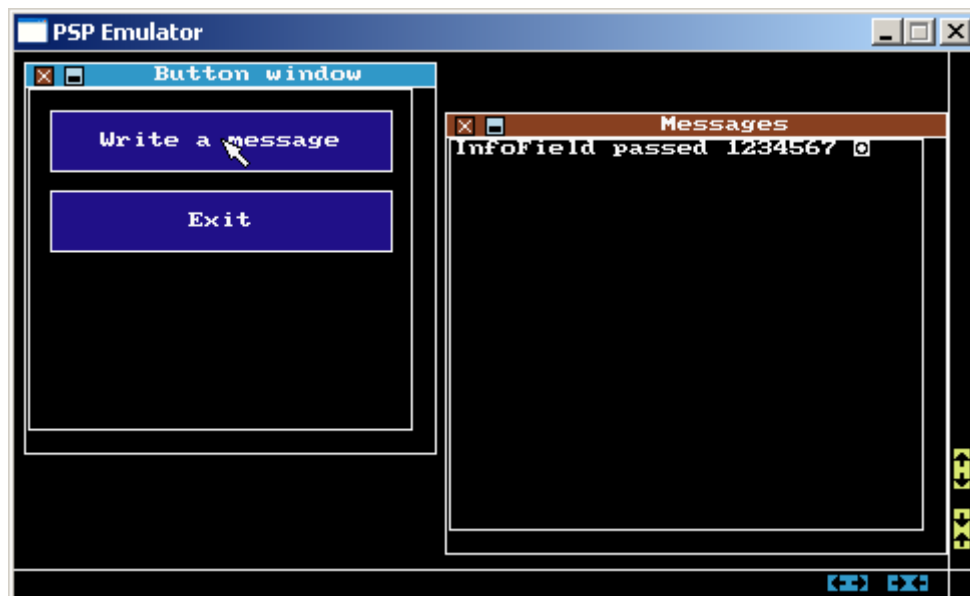 PSP Emulator
Button window
Write a message
Exit
Messages
InfoField passed 1234567